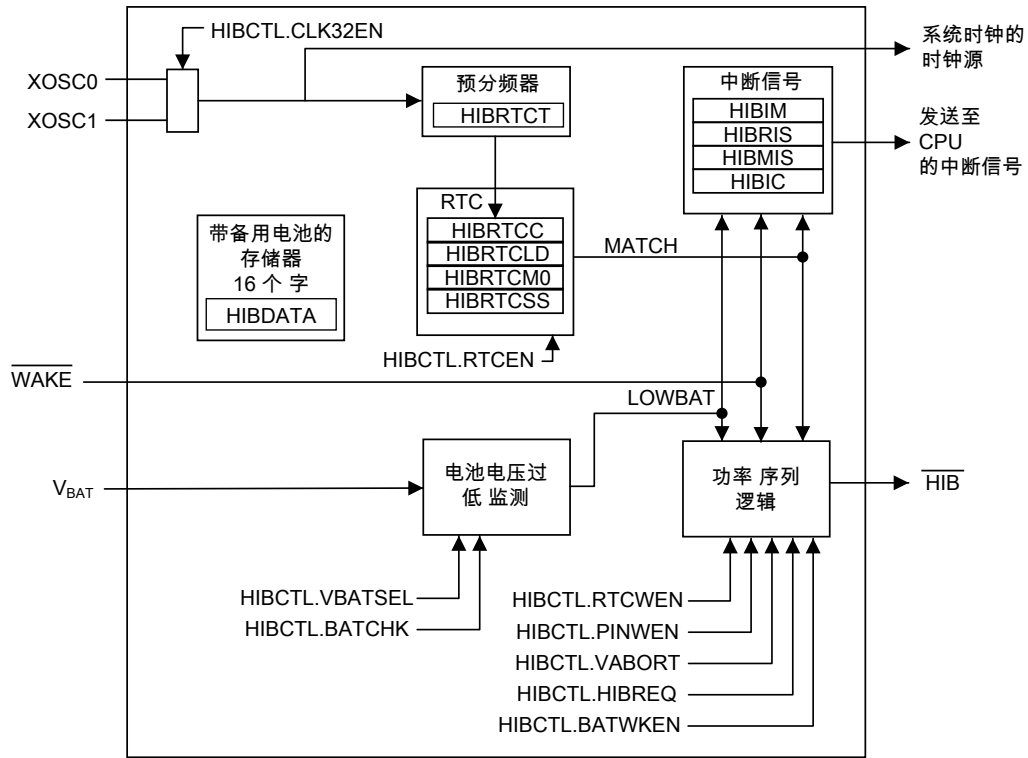 HIBCTL.CLK32EN
系统时钟的
时钟源
XOSC0
XOSC1
预分频器
HIBRTCT
中断信号
HIBIM
HIBRIS
HIBMIS
HIBIC
发送至
CPU
的中断信号
RTC
HIBRTCC
HIBRTCLD
HIBRTCM0
HIBRTCSS
MATCH
带备用电池的
存储器
16 个 字
HIBDATA
HIBCTL.RTCEN
WAKE
LOWBAT
VBAT
电池电压过
低 监测
功率 序列
逻辑
HIB
HIBCTL.VBATSEL
HIBCTL.BATCHK
HIBCTL.RTCWEN
HIBCTL.PINWEN
HIBCTL.VABORT
HIBCTL.HIBREQ
HIBCTL.BATWKEN